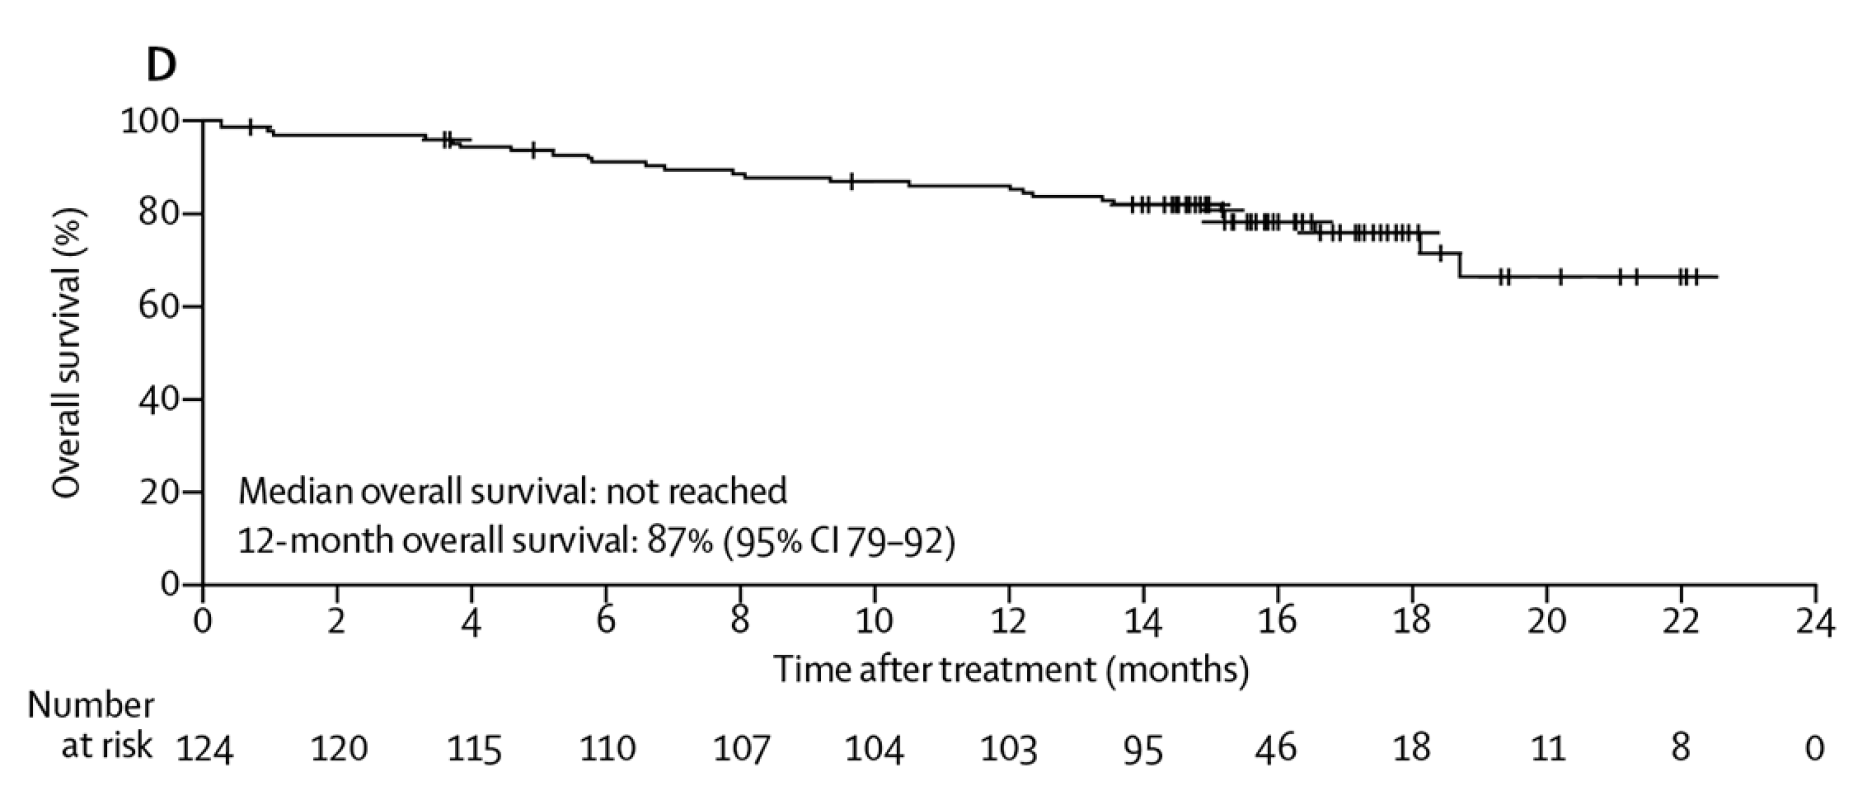 D
100
80
60
40
20
0
Overall survival (%)
Median overall survival: not reached
12-month overall survival: 87% (95% CI 79–92)
0 2 4 6 8 10 12 14 16 18 20 22 24
Time after treatment (months)
Number
at risk 124 120 115 110 107 104 103 95 46 18 11 8 0